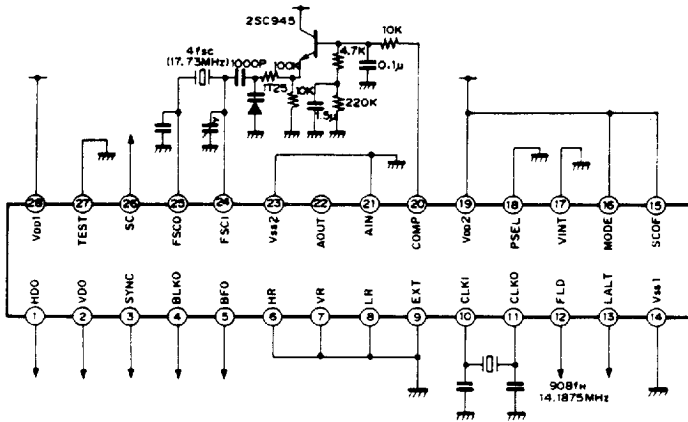 2SC945
10K
4fsc
(17.73MHz)
1000P
100K
4.7K
0.1μ
T25
10K
1.5μ
220K
28 27 26 25 24 23 22 21 20 19 18 17 16 15
VDD1 TEST SC FSCO FSCI VSS2 AOUT AIN COMP VDD2 PSEL VINT MODE SCOF
HDO VDO SYNC BLKO BFO HR VR LR EXT CLKI CLKO FLD LALT VSS1
1 2 3 4 5 6 7 8 9 10 11 12 13 14
908fH
14.1875MHz